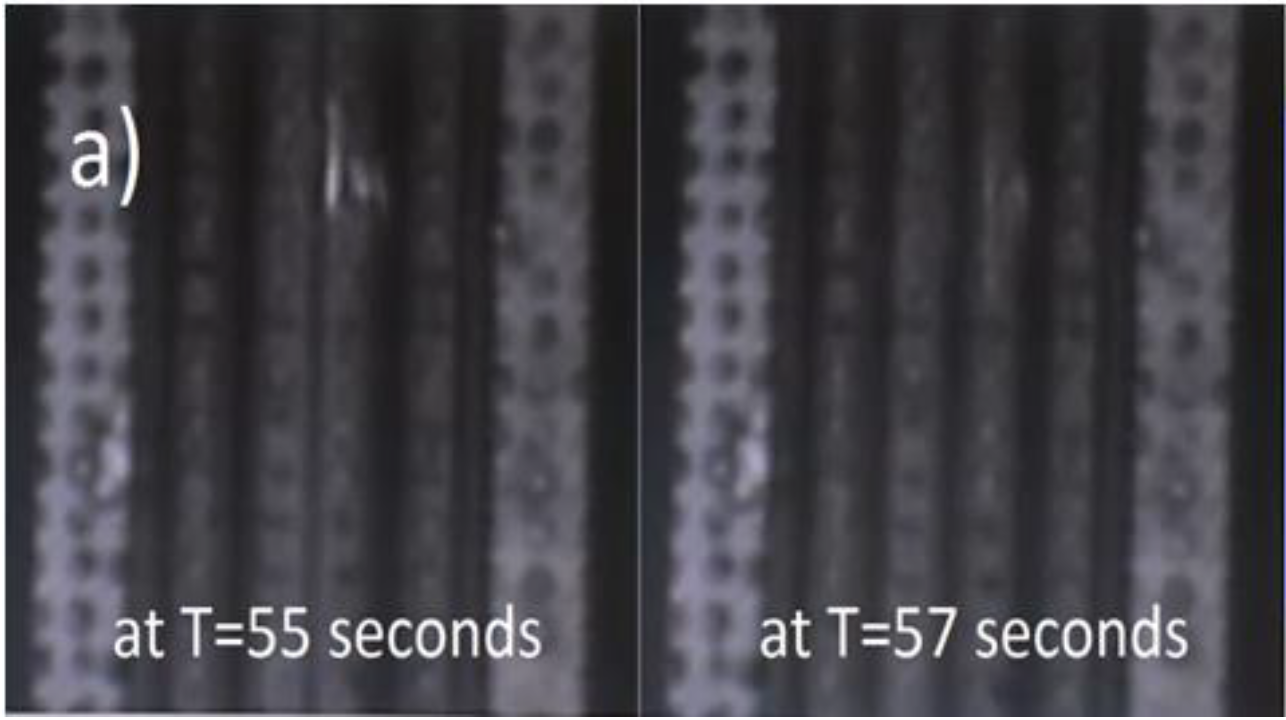 a)
at T=55 seconds
at T=57 seconds